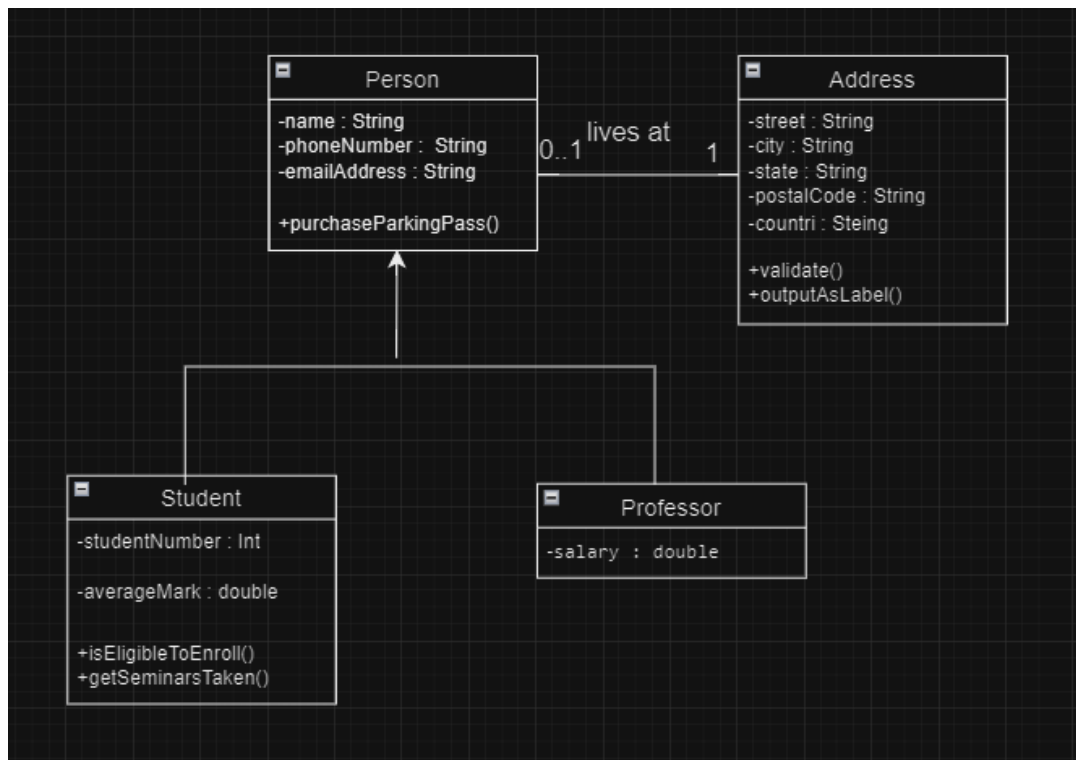 Person
-name : String
-phoneNumber :  String
-emailAddress : String
+purchaseParkingPass()
lives at
0..1
1
Address
-street : String
-city : String
-state : String
-postalCode : String
-countri : Steing
+validate()
+outputAsLabel()
Student
-studentNumber : Int
-averageMark : double
+isEligibleToEnroll()
+getSeminarsTaken()
Professor
-salary : double